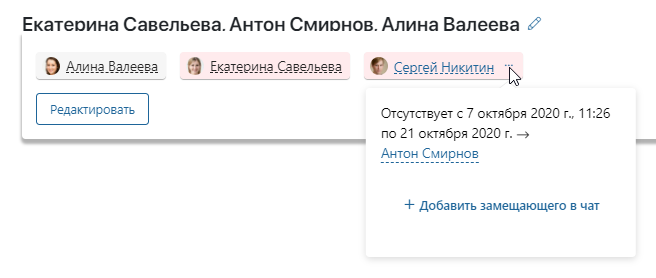 Екатерина Савельева, Антон Смирнов, Алина Валеева
Алина Валеева Екатерина Савельева Сергей Никитин ...
Редактировать
Отсутствует с 7 октября 2020 г., 11:26
по 21 октября 2020 г. →
Антон Смирнов
+ Добавить замещающего в чат